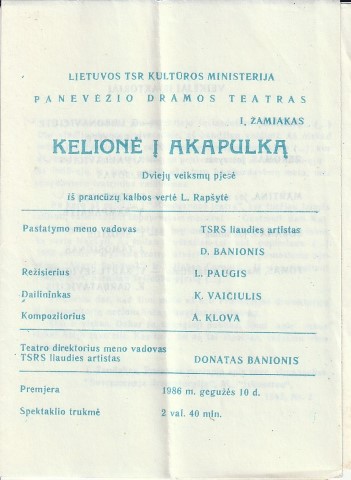 LIETUVOS TSR KULTŪROS MINISTERIJA
PANEVĖŽIO DRAMOS TEATRAS
I. ŽAMIAKAS
KELIONĖ Į AKAPULKĄ
Dviejų veiksmų pjesė
iš prancūzų kalbos vertė L. Rapšytė
Pastatymo meno vadovas TSRS liaudies artistas
D. BANIONIS
Režisierius L. PAUGIS
Dailininkas K. VAIČIULIS
Kompozitorius A. KLOVA
Teatro direktorius meno vadovas
TSRS liaudies artistas DONATAS BANIONIS
Premjera 1986 m. gegužės 10 d.
Spektaklio trukmė 2 val. 40 min.